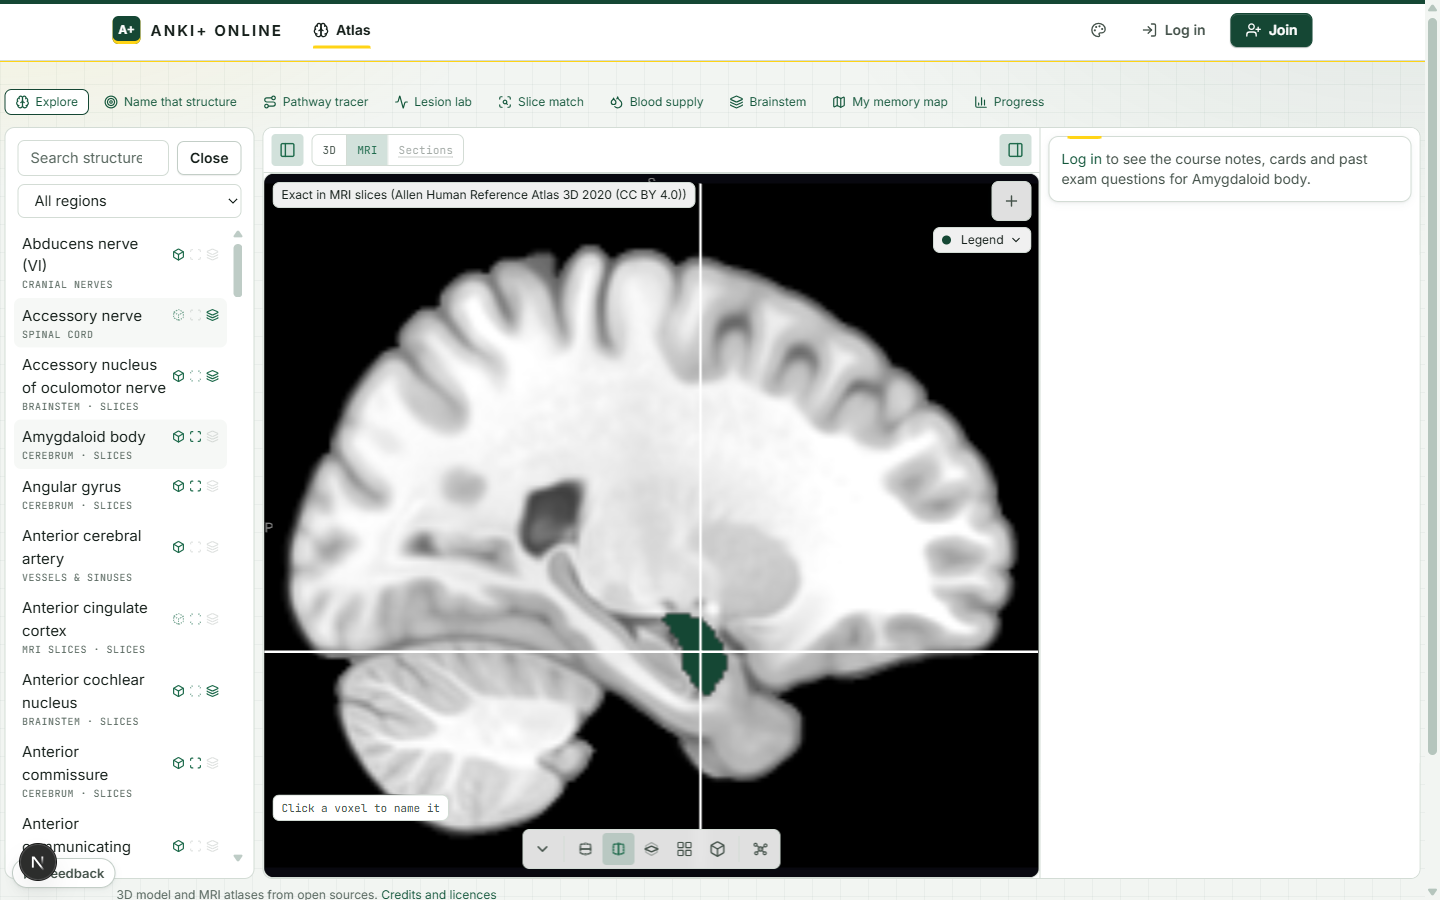 A+ ANKI+ ONLINE
Atlas
Log in
Join
Explore
Name that structure
Pathway tracer
Lesion lab
Slice match
Blood supply
Brainstem
My memory map
Progress
Search structure
Close
All regions
Abducens nerve
(VI)
CRANIAL NERVES
Accessory nerve
SPINAL CORD
Accessory nucleus
of oculomotor nerve
BRAINSTEM · SLICES
Amygdaloid body
CEREBRUM · SLICES
Angular gyrus
CEREBRUM · SLICES
Anterior cerebral
artery
VESSELS & SINUSES
Anterior cingulate
cortex
MRI SLICES · SLICES
Anterior cochlear
nucleus
BRAINSTEM · SLICES
Anterior
commissure
CEREBRUM · SLICES
Anterior
3D
MRI
Sections
Exact in MRI slices (Allen Human Reference Atlas 3D 2020 (CC BY 4.0))
Legend
P
Click a voxel to name it
Log in to see the course notes, cards and past
exam questions for Amygdaloid body.
N
3D model and MRI atlases from open sources. Credits and licences